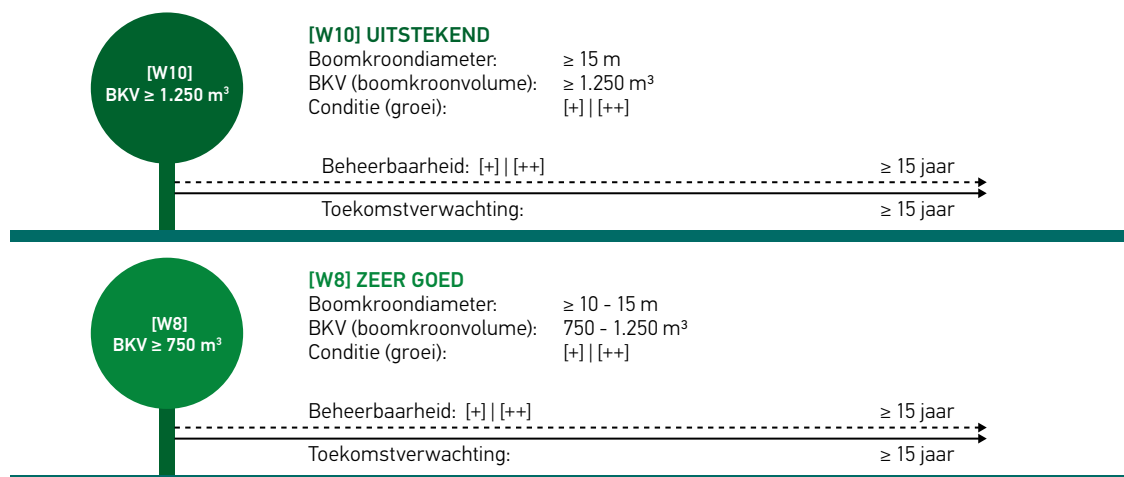 [W10]
BKV ≥ 1.250 m³
[W10] UITSTEKEND
Boomkroondiameter: ≥ 15 m
BKV (boomkroonvolume): ≥ 1.250 m³
Conditie (groei): [+] | [++]
Beheerbaarheid: [+] | [++] ≥ 15 jaar
Toekomstverwachting: ≥ 15 jaar
[W8]
BKV ≥ 750 m³
[W8] ZEER GOED
Boomkroondiameter: ≥ 10 - 15 m
BKV (boomkroonvolume): 750 - 1.250 m³
Conditie (groei): [+] | [++]
Beheerbaarheid: [+] | [++] ≥ 15 jaar
Toekomstverwachting: ≥ 15 jaar